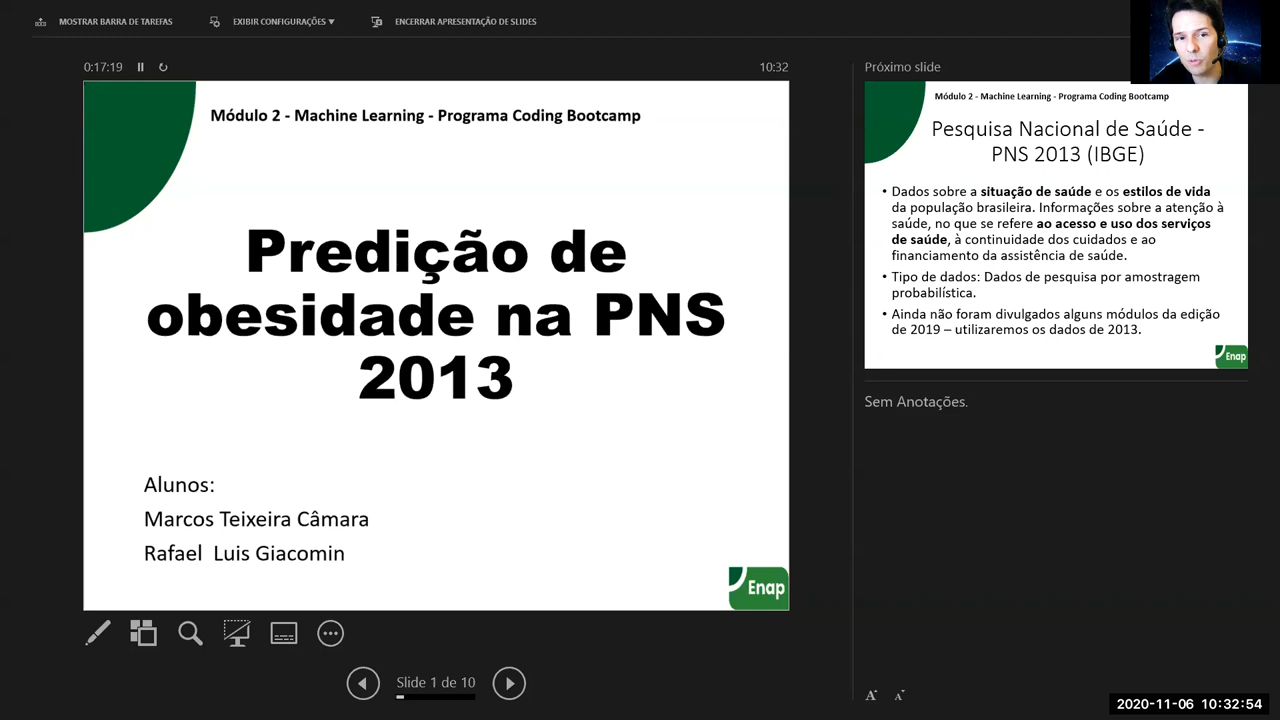 MOSTRAR BARRA DE TAREFAS
EXIBIR CONFIGURAÇÕES ▼
ENCERRAR APRESENTAÇÃO DE SLIDES
0:17:19
10:32
Módulo 2 - Machine Learning - Programa Coding Bootcamp
Predição de
obesidade na PNS
2013
Alunos:
Marcos Teixeira Câmara
Rafael Luis Giacomin
Enap
Slide 1 de 10
Próximo slide
Módulo 2 - Machine Learning - Programa Coding Bootcamp
Pesquisa Nacional de Saúde -
PNS 2013 (IBGE)
• Dados sobre a situação de saúde e os estilos de vida
da população brasileira. Informações sobre a atenção à
saúde, no que se refere ao acesso e uso dos serviços
de saúde, à continuidade dos cuidados e ao
financiamento da assistência de saúde.
• Tipo de dados: Dados de pesquisa por amostragem
probabilística.
• Ainda não foram divulgados alguns módulos da edição
de 2019 – utilizaremos os dados de 2013.
Enap
Sem Anotações.
A A
2020-11-06 10:32:54